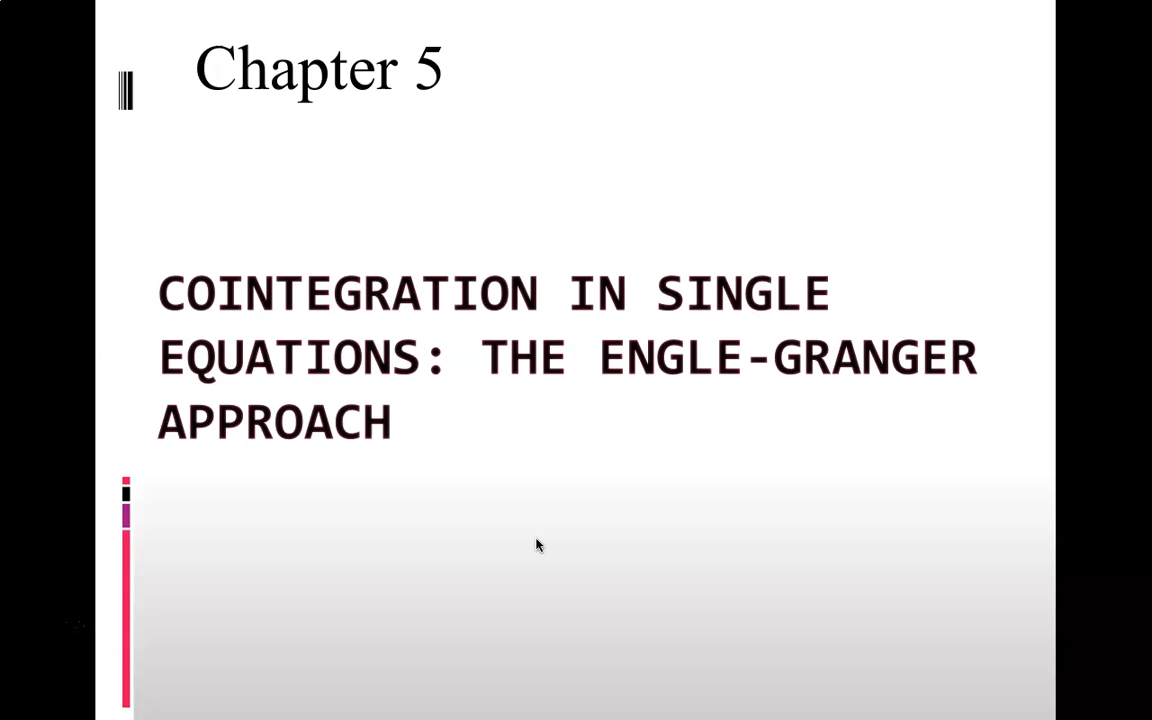 Chapter 5
COINTEGRATION IN SINGLE
EQUATIONS: THE ENGLE-GRANGER
APPROACH